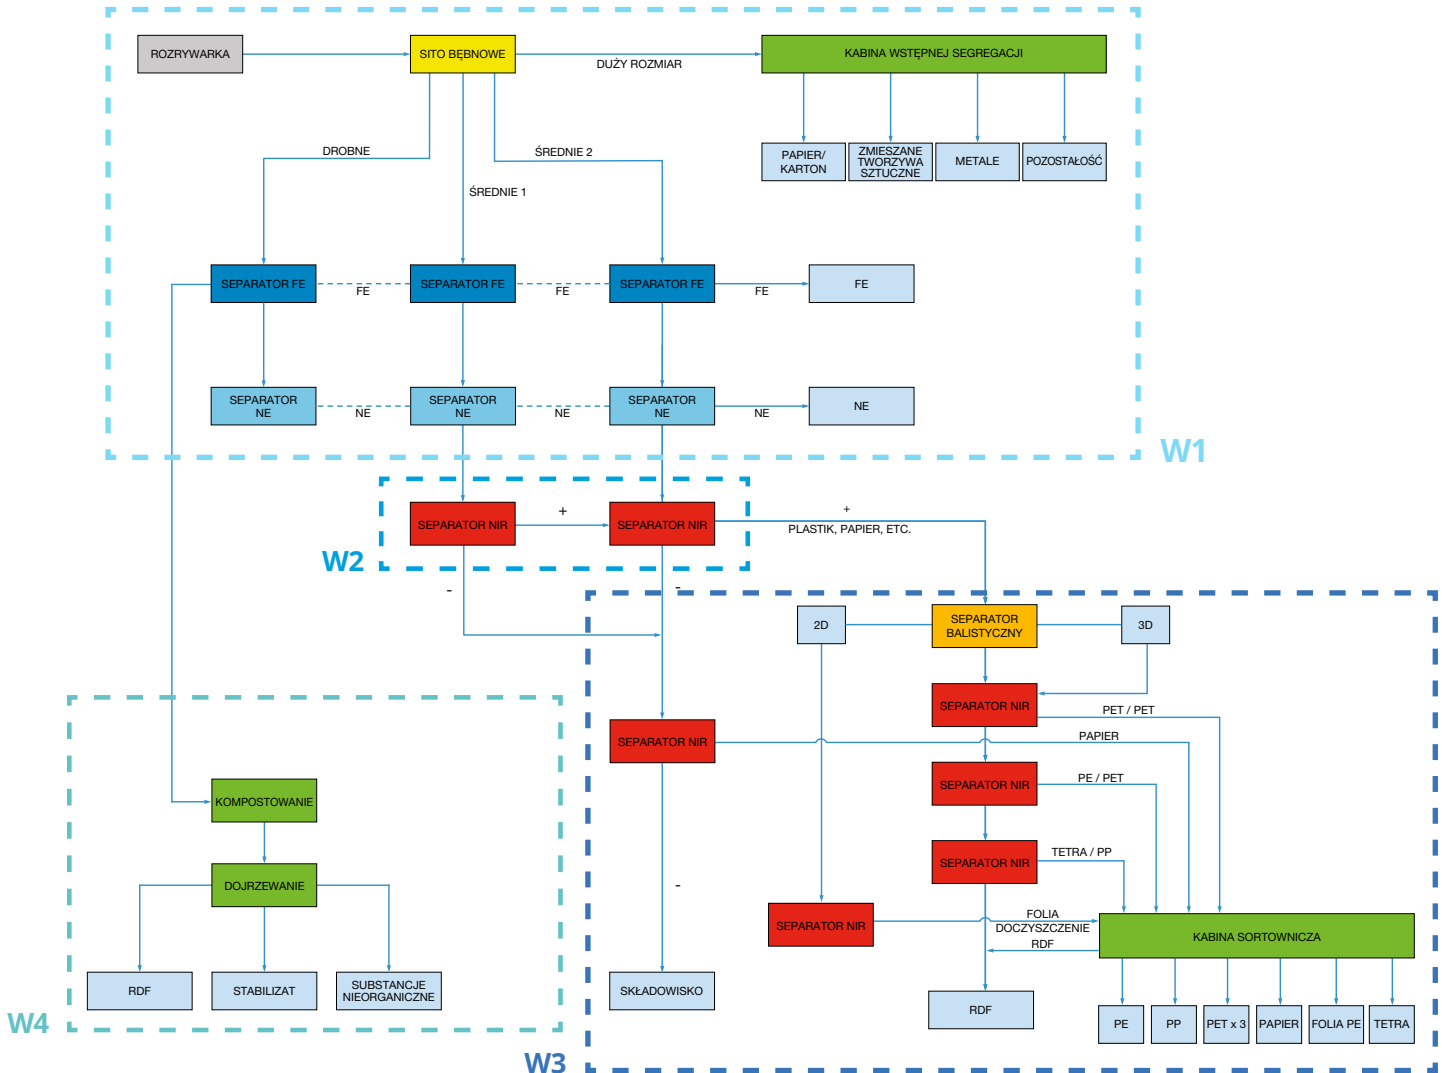 ROZRYWARKA
SITO BĘBNOWE
DUŻY ROZMIAR
KABINA WSTĘPNEJ SEGREGACJI
PAPIER/
KARTON
ZMIESZANE
TWORZYWA
SZTUCZNE
METALE
POZOSTAŁOŚĆ
DROBNE
ŚREDNIE 1
ŚREDNIE 2
SEPARATOR FE
FE
SEPARATOR FE
FE
SEPARATOR FE
FE
FE
SEPARATOR
NE
NE
SEPARATOR
NE
NE
SEPARATOR
NE
NE
NE
W1
SEPARATOR NIR
+
SEPARATOR NIR
+
PLASTIK, PAPIER, ETC.
W2
-
-
2D
SEPARATOR
BALISTYCZNY
3D
SEPARATOR NIR
PET / PET
SEPARATOR NIR
PAPIER
SEPARATOR NIR
PE / PET
SEPARATOR NIR
TETRA / PP
-
SEPARATOR NIR
FOLIA
DOCZYSZCZENIE
RDF
KABINA SORTOWNICZA
SKŁADOWISKO
RDF
PE
PP
PET x 3
PAPIER
FOLIA PE
TETRA
W3
KOMPOSTOWANIE
DOJRZEWANIE
RDF
STABILIZAT
SUBSTANCJE
NIEORGANICZNE
W4